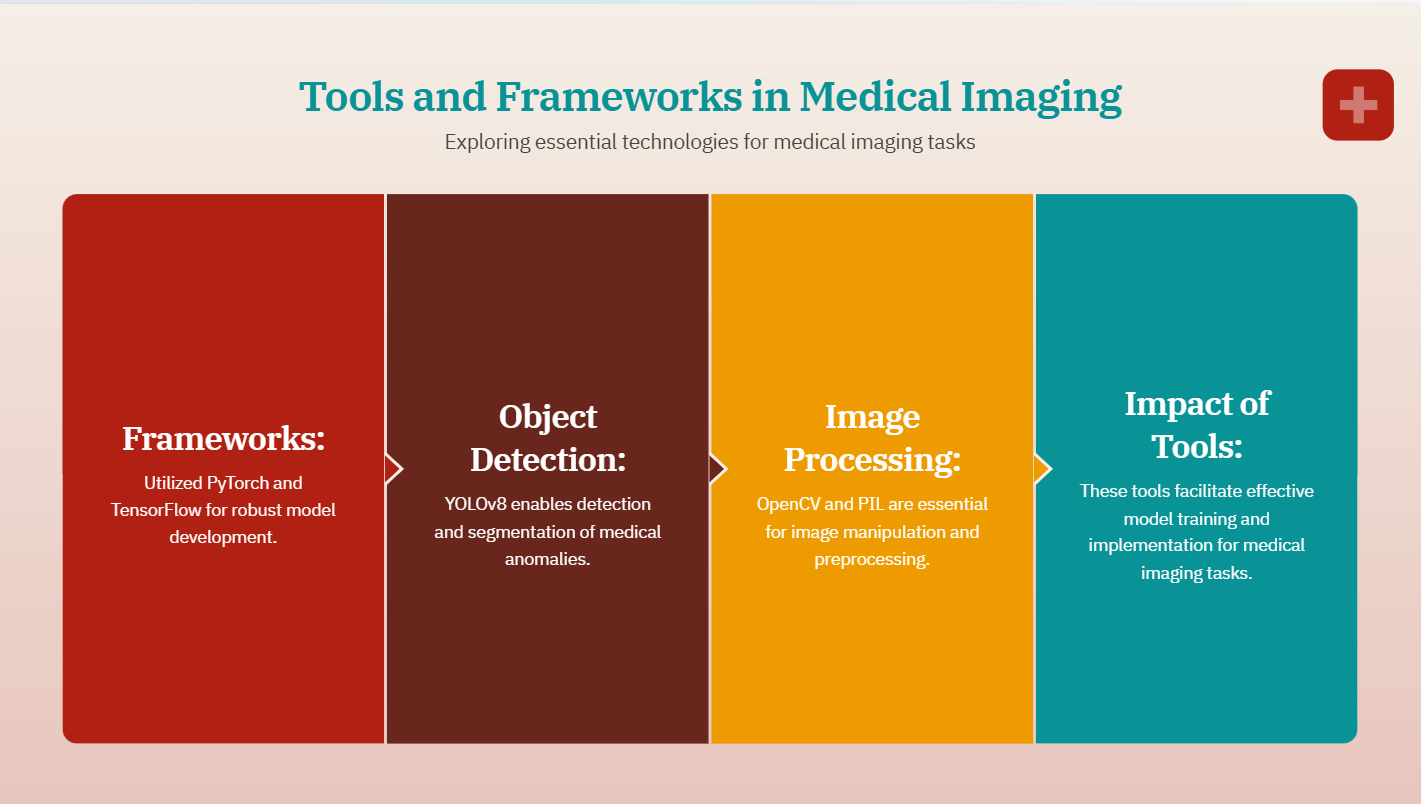 Tools and Frameworks in Medical Imaging
Exploring essential technologies for medical imaging tasks
Frameworks:
Utilized PyTorch and
TensorFlow for robust model
development.
Object
Detection:
YOLOv8 enables detection
and segmentation of medical
anomalies.
Image
Processing:
OpenCV and PIL are essential
for image manipulation and
preprocessing.
Impact of
Tools:
These tools facilitate effective
model training and
implementation for medical
imaging tasks.